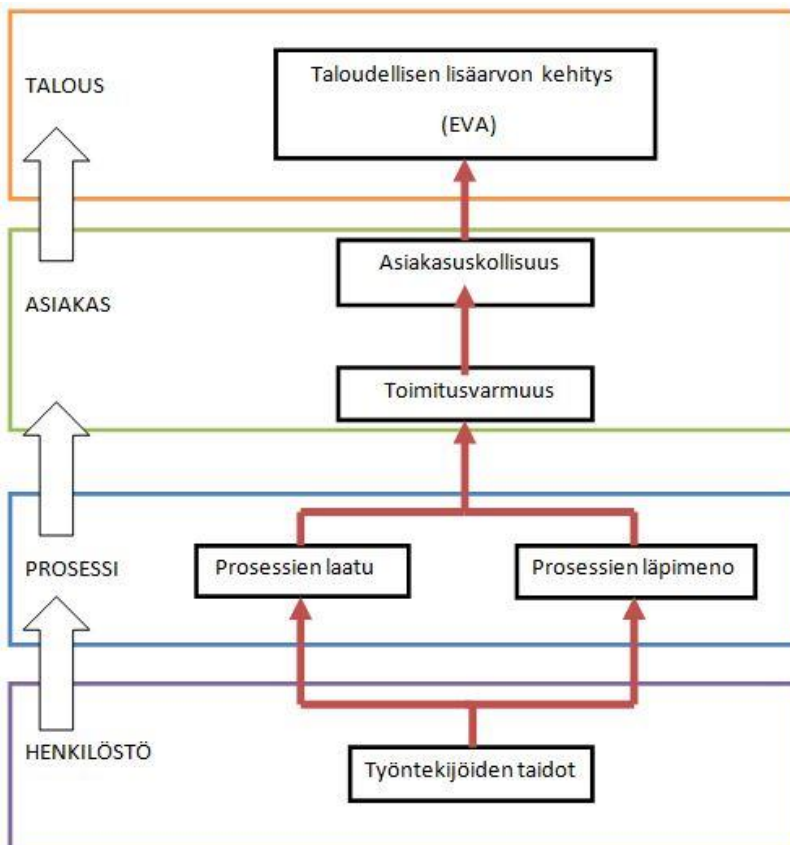 TALOUS
Taloudellisen lisäarvon kehitys
(EVA)
ASIAKAS
Asiakasuskollisuus
Toimitusvarmuus
PROSESSI
Prosessien laatu
Prosessien läpimeno
HENKILÖSTÖ
Työntekijöiden taidot